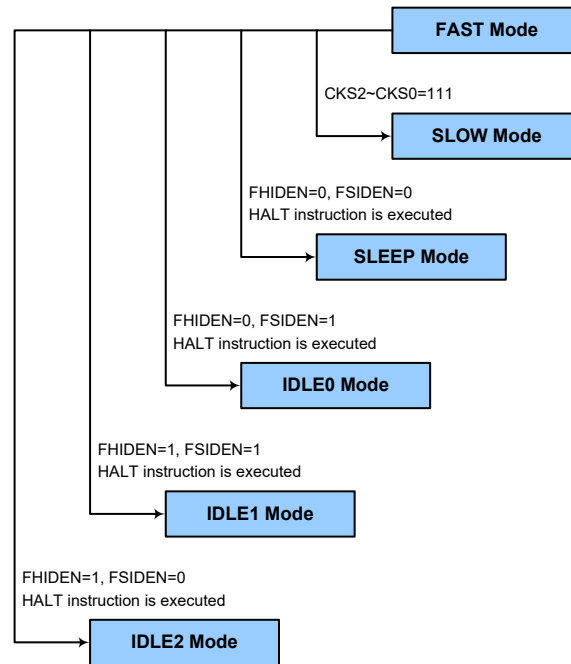 FAST Mode
CKS2~CKS0=111
SLOW Mode
FHIDEN=0, FSIDEN=0
HALT instruction is executed
SLEEP Mode
FHIDEN=0, FSIDEN=1
HALT instruction is executed
IDLE0 Mode
FHIDEN=1, FSIDEN=1
HALT instruction is executed
IDLE1 Mode
FHIDEN=1, FSIDEN=0
HALT instruction is executed
IDLE2 Mode